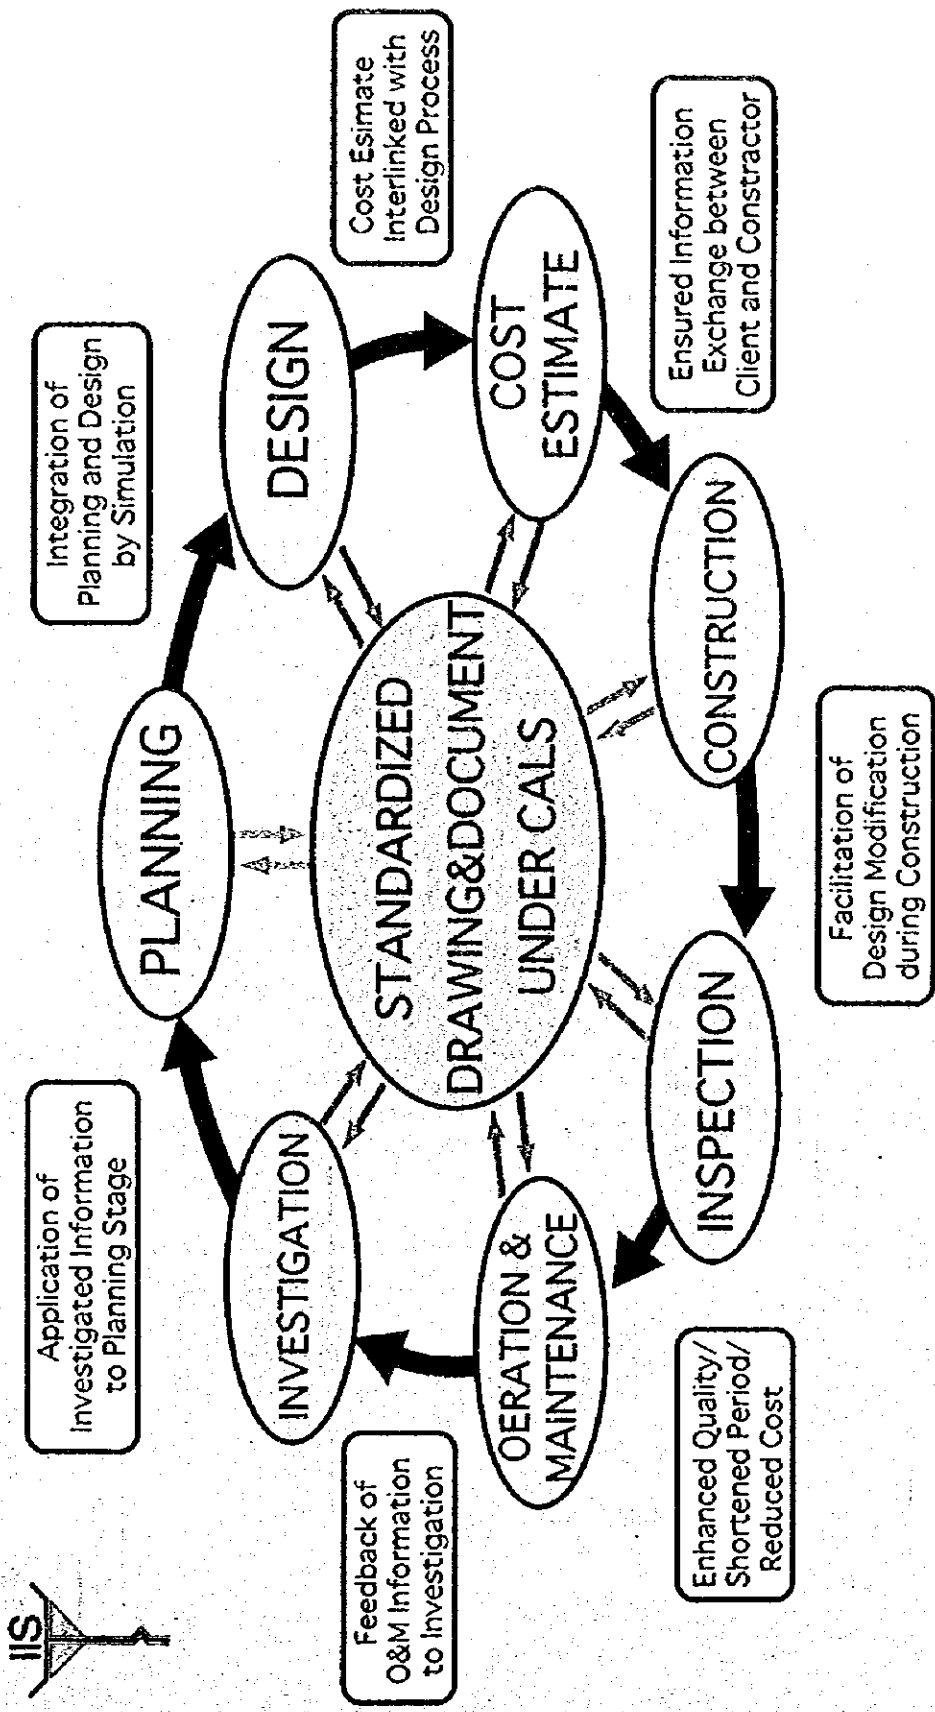 IIS
Application of
Investigated Information
to Planning Stage
Integration of
Planning and Design
by Simulation
PLANNING
INVESTIGATION
DESIGN
Feedback of
O&M Information
to Investigation
Cost Esimate
Interlinked with
Design Process
STANDARDIZED
DRAWING&DOCUMENT
UNDER CALS
OERATION &
MAINTENANCE
COST
ESTIMATE
INSPECTION
CONSTRUCTION
Enhanced Quality/
Shortened Period/
Reduced Cost
Ensured Information
Exchange between
Client and Constractor
Facilitation of
Design Modification
during Construction